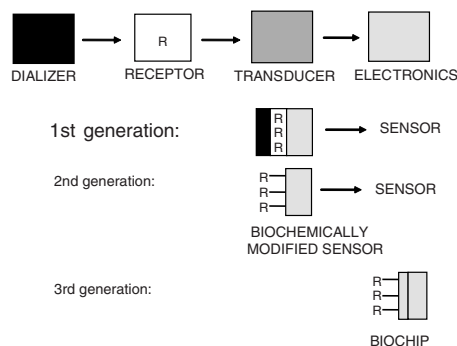 R
DIALIZER RECEPTOR TRANSDUCER ELECTRONICS
1st generation:
R
R
R
SENSOR
2nd generation:
R
R
R
SENSOR
BIOCHEMICALLY
MODIFIED SENSOR
3rd generation:
R
R
R
BIOCHIP